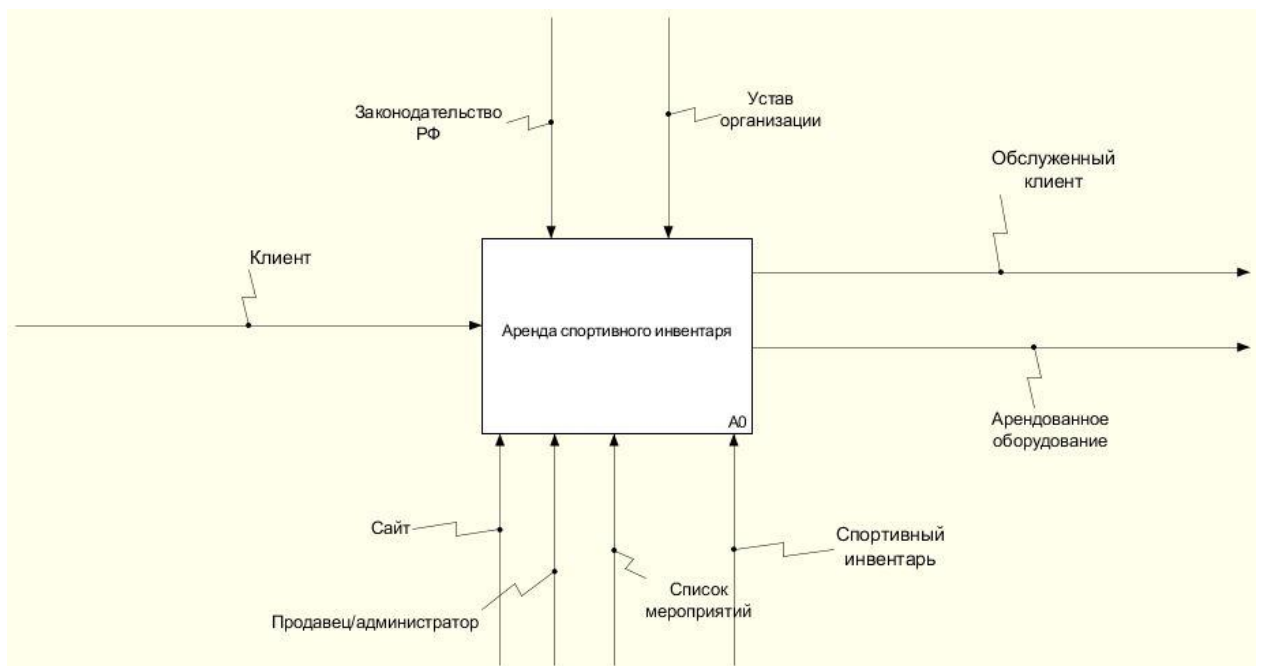 Законодательство
РФ
Устав
организации
Обслуженный
клиент
Клиент
Аренда спортивного инвентаря
A0
Арендованное
оборудование
Сайт
Спортивный
инвентарь
Список
мероприятий
Продавец/администратор